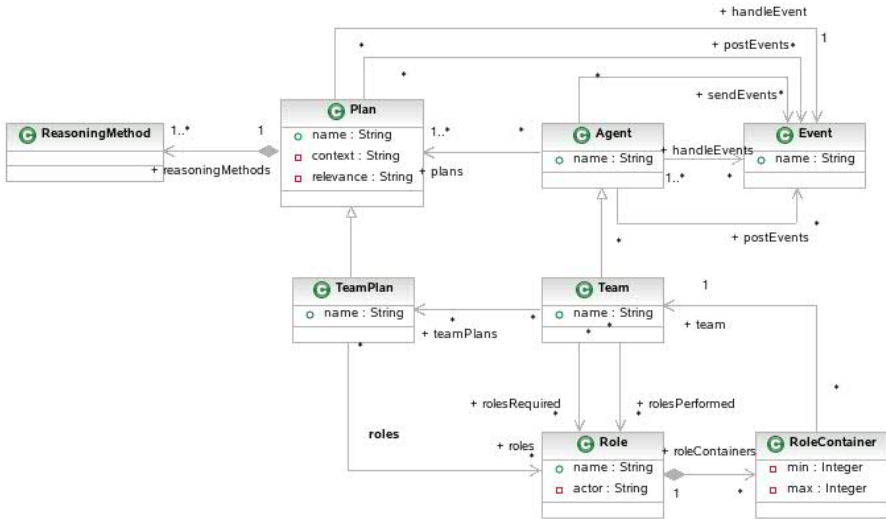 + handleEvent
*
1
+ postEvents*
*
*
+ sendEvents*
C Plan
name : String
context : String
relevance : String
C ReasoningMethod
1..*
1
+ reasoningMethods
1..*
*
+ plans
C Agent
name : String
+ handleEvents
1..*
*
C Event
name : String
*
+ postEvents
*
C TeamPlan
name : String
*
C Team
name : String
* *
1
+ team
*
*
+ teamPlans
*
+ rolesRequired
*
+ rolesPerformed
*
roles
+ roles
*
C Role
name : String
actor : String
+ roleContainers
1
*
C RoleContainer
min : Integer
max : Integer